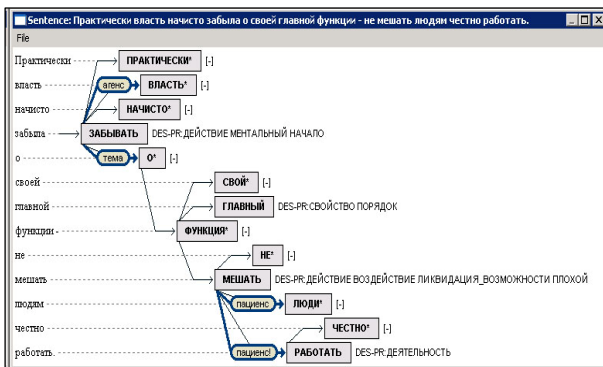 Sentence: Практически власть начисто забыла о своей главной функции - не мешать людям честно работать.
File
Практически ПРАКТИЧЕСКИ* [-]
власть агенс ВЛАСТЬ* [-]
начисто НАЧИСТО* [-]
забыла ЗАБЫВАТЬ DES-PR:ДЕЙСТВИЕ МЕНТАЛЬНЫЙ НАЧАЛО
о тема О* [-]
своей СВОЙ* [-]
главной ГЛАВНЫЙ DES-PR:СВОЙСТВО ПОРЯДОК
функции - ФУНКЦИЯ* [-]
не НЕ* [-]
мешать МЕШАТЬ DES-PR:ДЕЙСТВИЕ ВОЗДЕЙСТВИЕ ЛИКВИДАЦИЯ_ВОЗМОЖНОСТИ ПЛОХОЙ
людям пациенс ЛЮДИ* [-]
честно ЧЕСТНО* [-]
работать. пациенс! РАБОТАТЬ DES-PR:ДЕЯТЕЛЬНОСТЬ